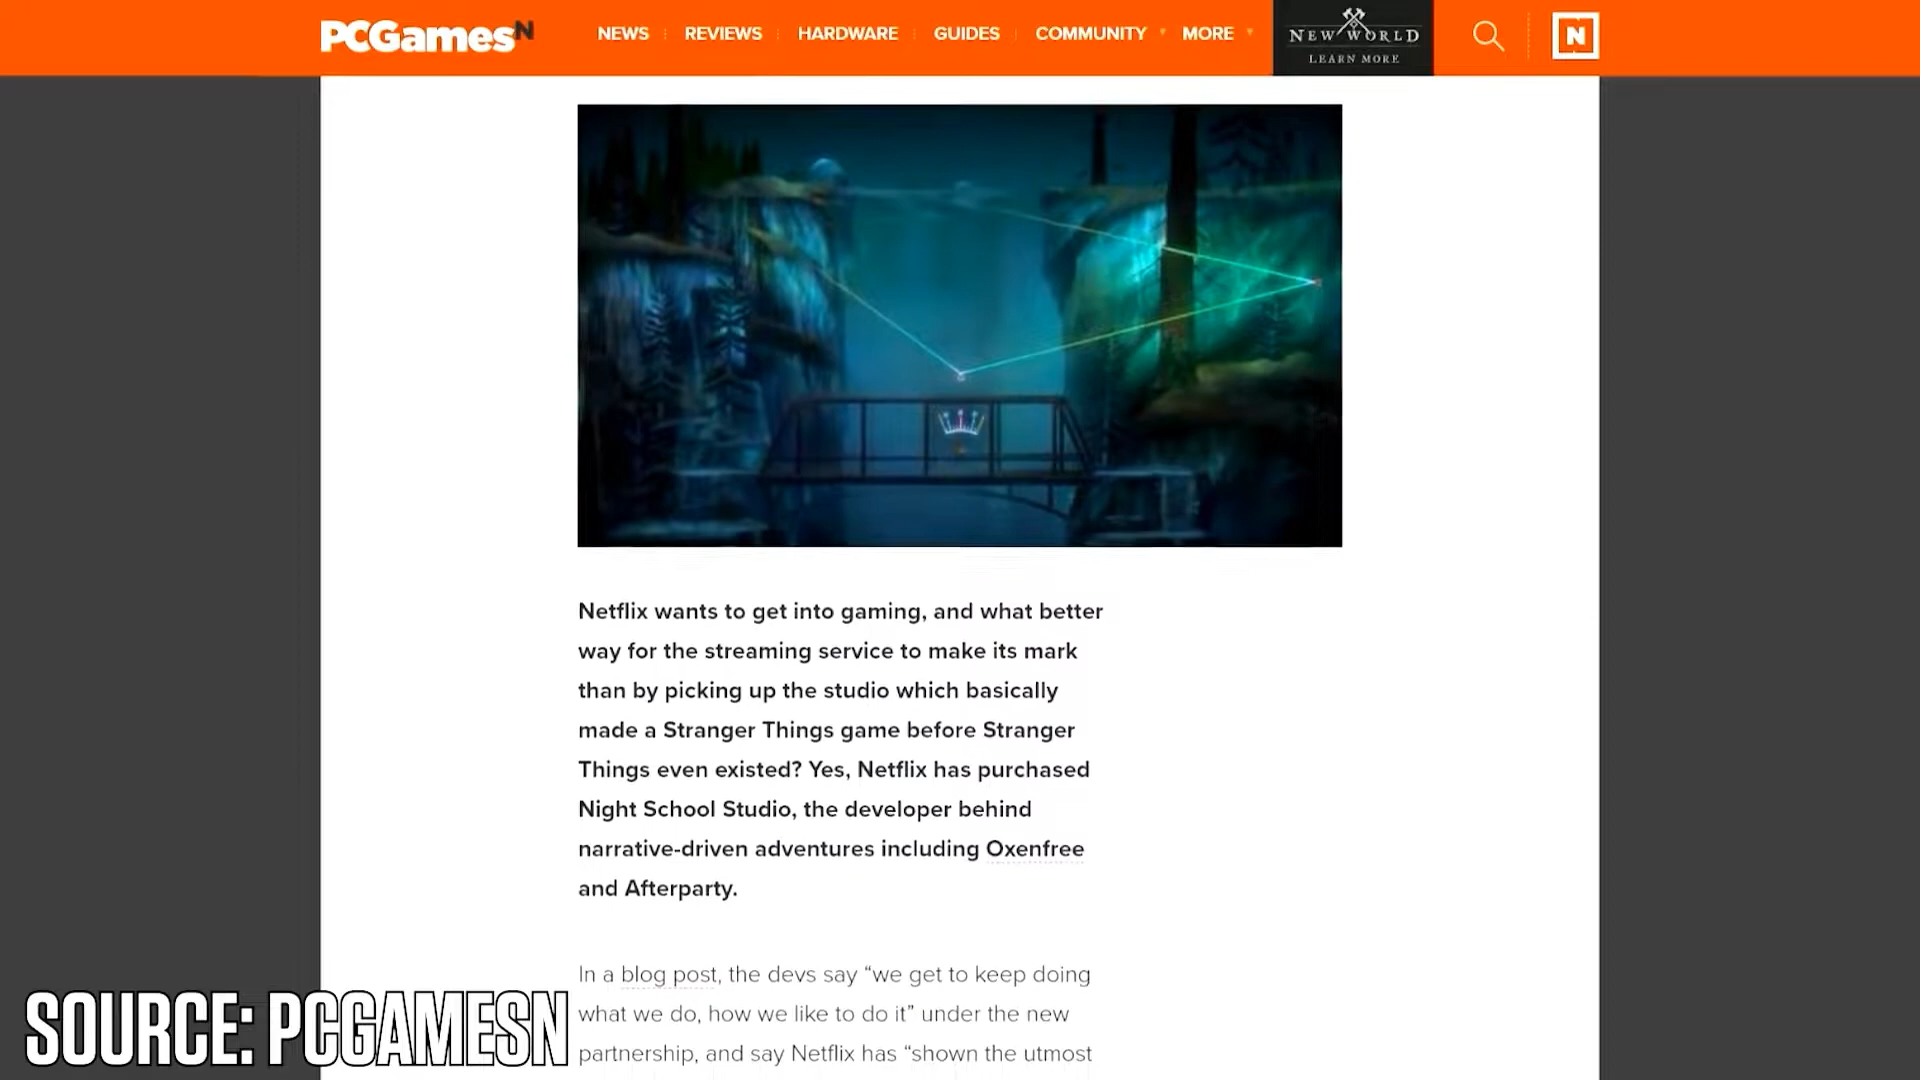 PCGamesN
NEWS
REVIEWS
HARDWARE
GUIDES
COMMUNITY
MORE
NEW WORLD
LEARN MORE
N
Netflix wants to get into gaming, and what better
way for the streaming service to make its mark
than by picking up the studio which basically
made a Stranger Things game before Stranger
Things even existed? Yes, Netflix has purchased
Night School Studio, the developer behind
narrative-driven adventures including Oxenfree
and Afterparty.
In a blog post, the devs say “we get to keep doing
what we do, how we like to do it” under the new
partnership, and say Netflix has “shown the utmost
SOURCE: PCGAMESN